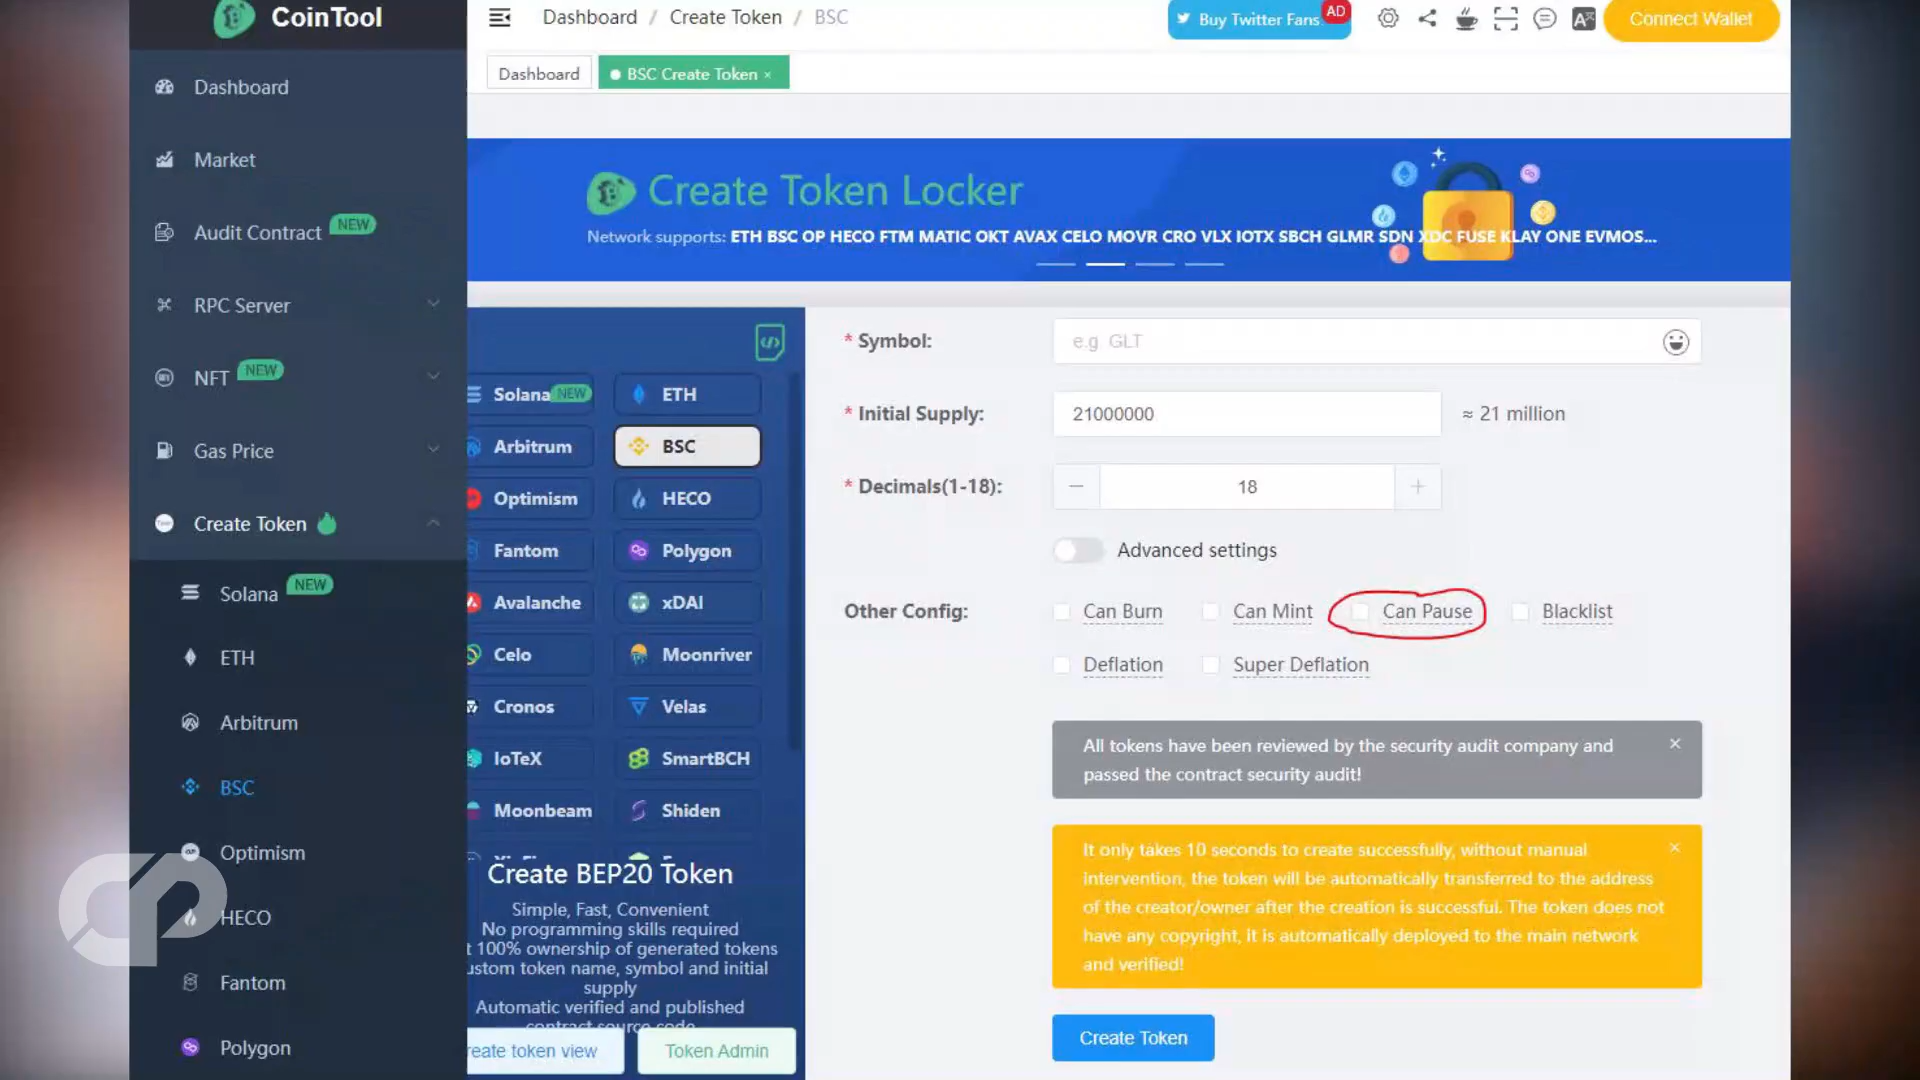 CoinTool
Dashboard / Create Token / BSC
Buy Twitter Fans
AD
Connect Wallet
Dashboard
BSC Create Token ×
Dashboard
Market
Audit Contract NEW
RPC Server
NFT NEW
Gas Price
Create Token
Solana NEW
ETH
Arbitrum
BSC
Optimism
HECO
Fantom
Polygon
Create Token Locker
Network supports: ETH BSC OP HECO FTM MATIC OKT AVAX CELO MOVR CRO VLX IOTX SBCH GLMR SDN XDC FUSE KLAY ONE EVMOS...
Solana NEW
ETH
Arbitrum
BSC
Optimism
HECO
Fantom
Polygon
Avalanche
xDAI
Celo
Moonriver
Cronos
Velas
IoTeX
SmartBCH
Moonbeam
Shiden
Create BEP20 Token
Simple, Fast, Convenient
No programming skills required
t 100% ownership of generated tokens
ustom token name, symbol and initial
supply
Automatic verified and published
contract source code
reate token view
Token Admin
* Symbol:
e.g GLT
* Initial Supply:
21000000
≈ 21 million
* Decimals(1-18):
18
Advanced settings
Other Config:
Can Burn
Can Mint
Can Pause
Blacklist
Deflation
Super Deflation
All tokens have been reviewed by the security audit company and
passed the contract security audit!
It only takes 10 seconds to create successfully, without manual
intervention, the token will be automatically transferred to the address
of the creator/owner after the creation is successful. The token does not
have any copyright, it is automatically deployed to the main network
and verified!
Create Token